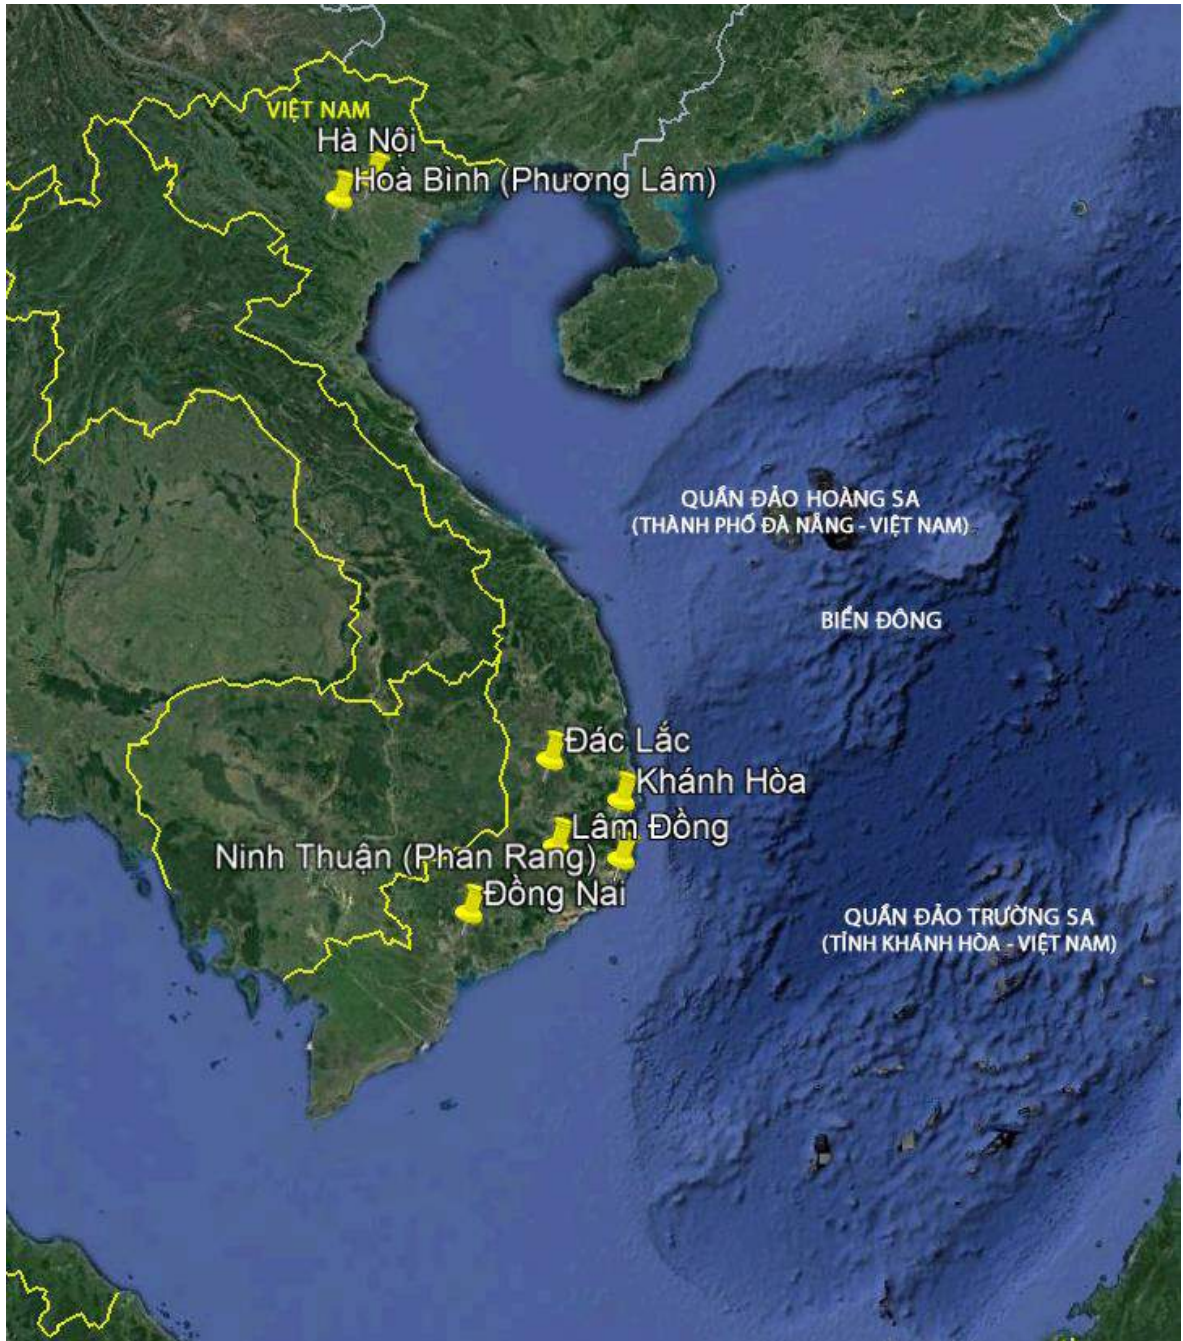 VIỆT NAM
Hà Nội
Hoà Bình (Phương Lâm)
QUẦN ĐẢO HOÀNG SA
(THÀNH PHỐ ĐÀ NẴNG - VIỆT NAM)
BIỂN ĐÔNG
Đác Lắc
Khánh Hòa
Lâm Đồng
Ninh Thuận (Phan Rang)
Đồng Nai
QUẦN ĐẢO TRƯỜNG SA
(TỈNH KHÁNH HÒA - VIỆT NAM)